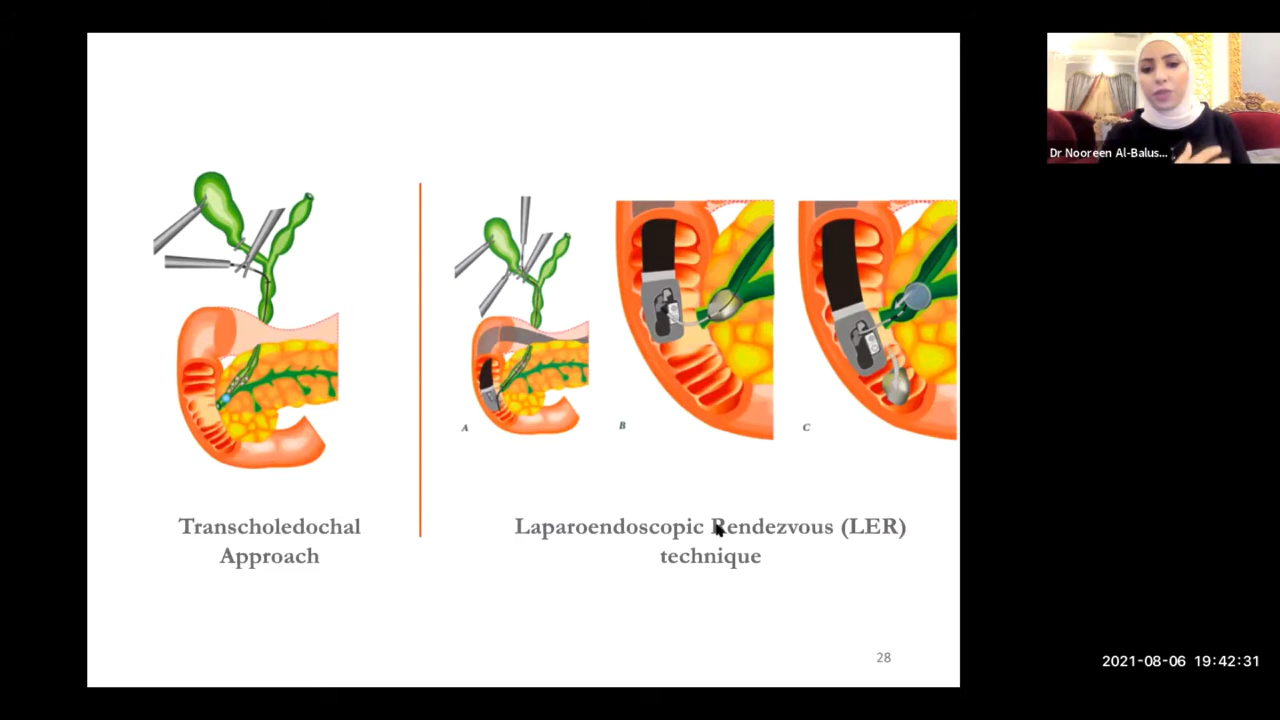 Dr Nooreen Al-Balus...
A
B
C
Transcholedochal
Approach
Laparoendoscopic Rendezvous (LER)
technique
28
2021-08-06 19:42:31